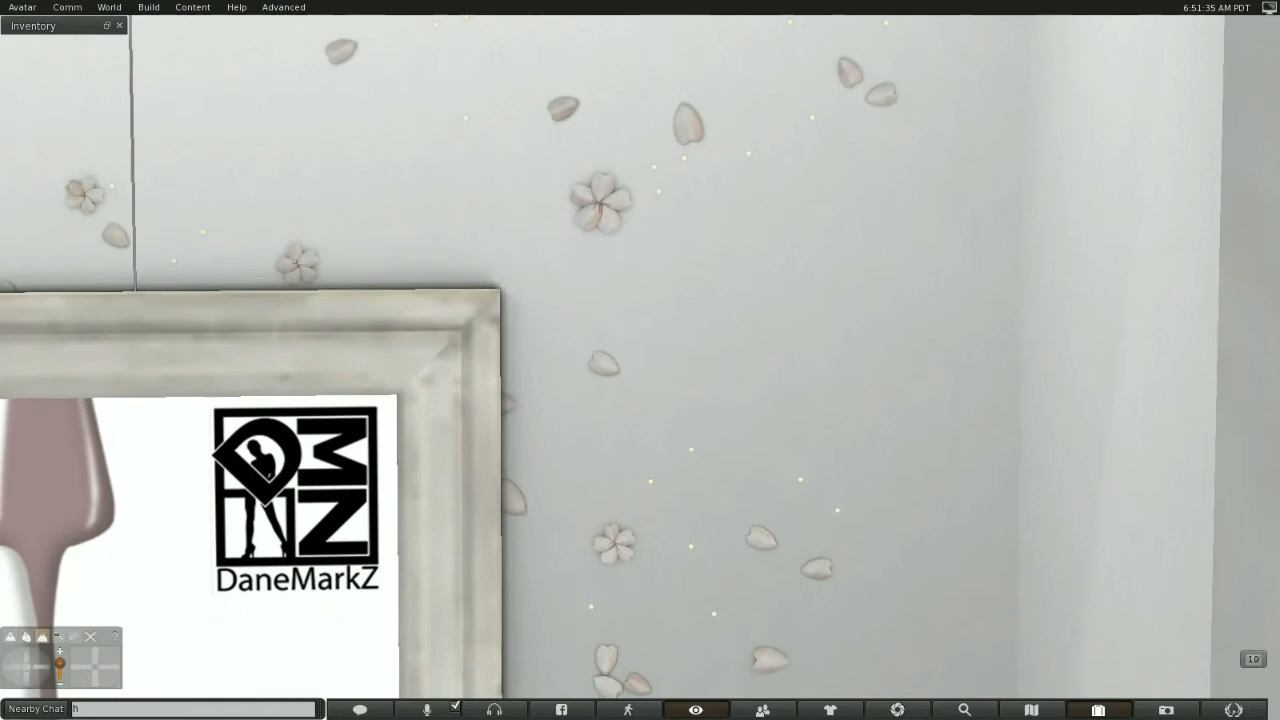 Avatar Comm World Build Content Help Advanced 6:51:35 AM PDT
Inventory
DMZ
DaneMarkZ
?
10
Nearby Chat h